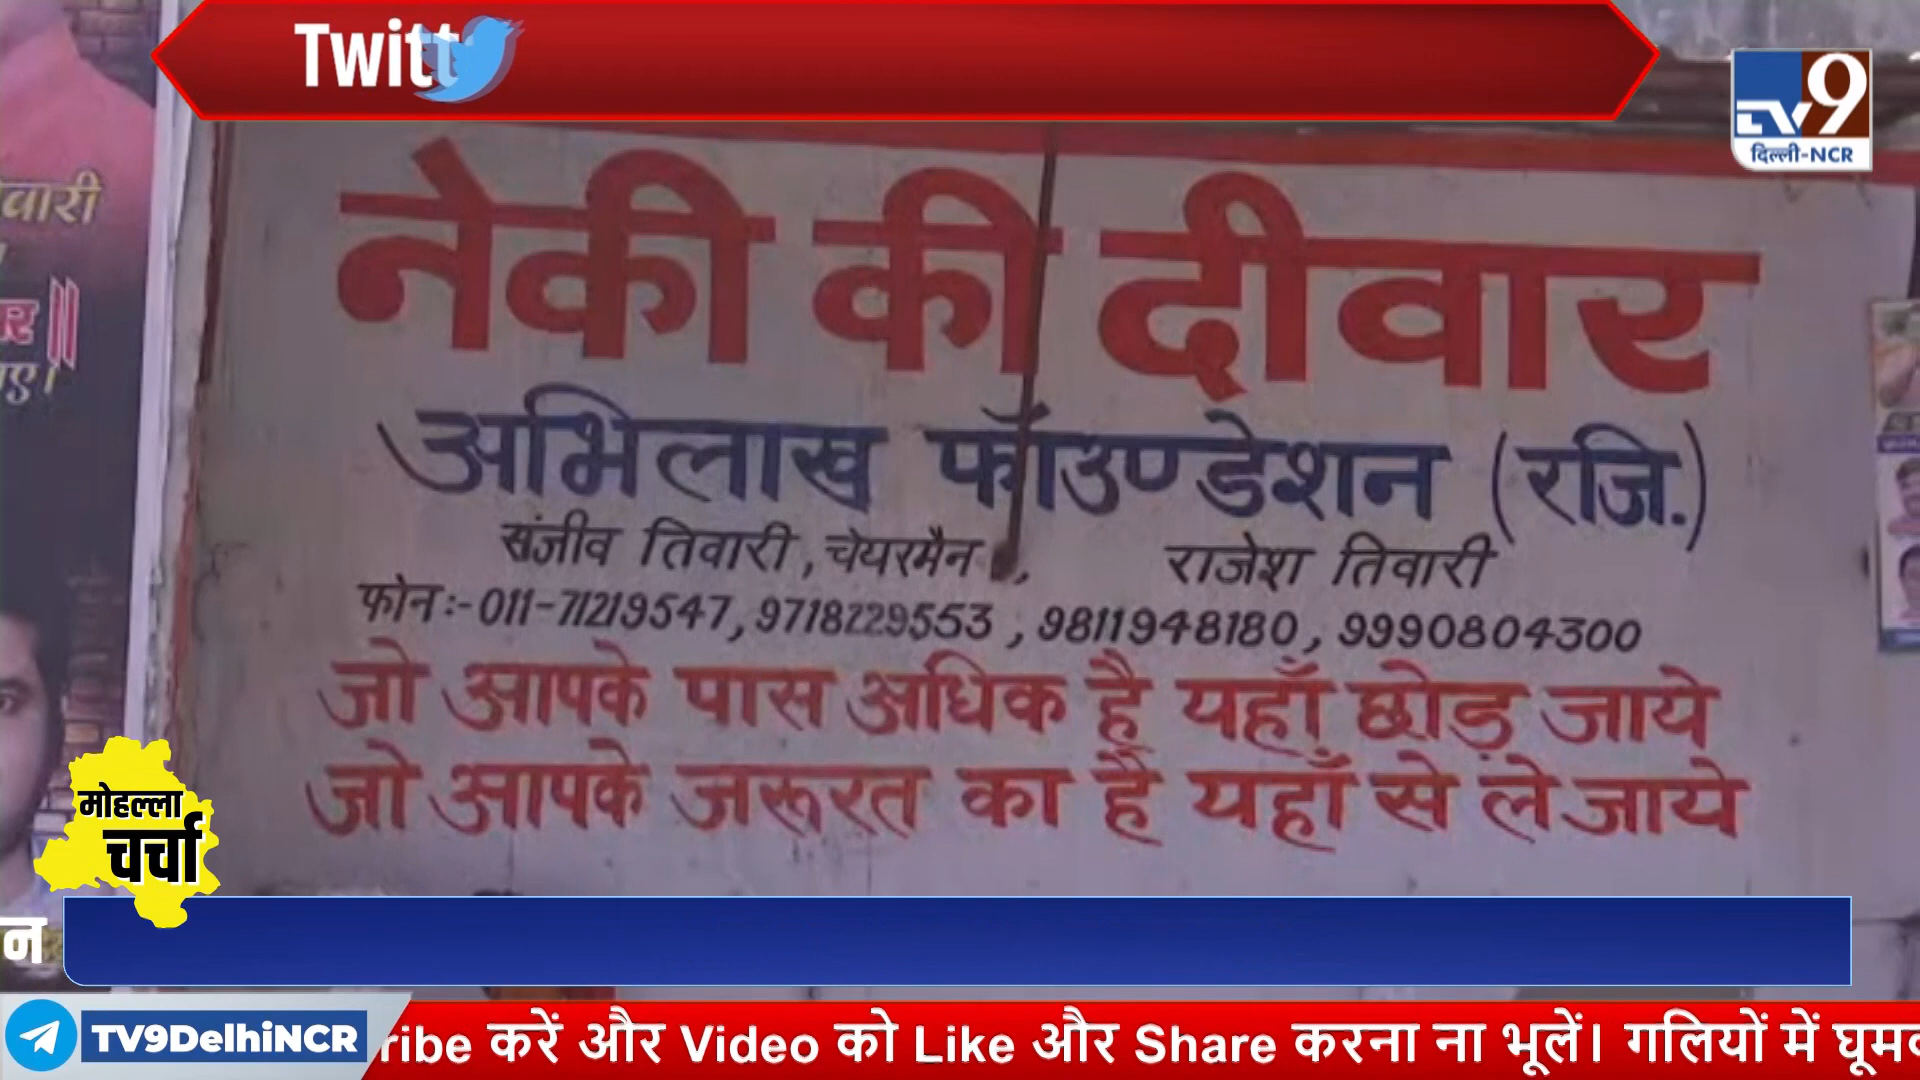 Twitt
TV9
दिल्ली-NCR
वारी
नेकी की दीवार
अभिलाख फॉउण्डेशन (रजि.)
संजीव तिवारी, चेयरमैन, राजेश तिवारी
फोन:-011-71219547, 9718229553, 9811948180, 9990804300
जो आपके पास अधिक है यहाँ छोड़ जाये
जो आपके जरूरत का है यहाँ से ले जाये
मोहल्ला
चर्चा
न
TV9DelhiNCR
ribe करें और Video को Like और Share करना ना भूलें। गलियों में घूमक